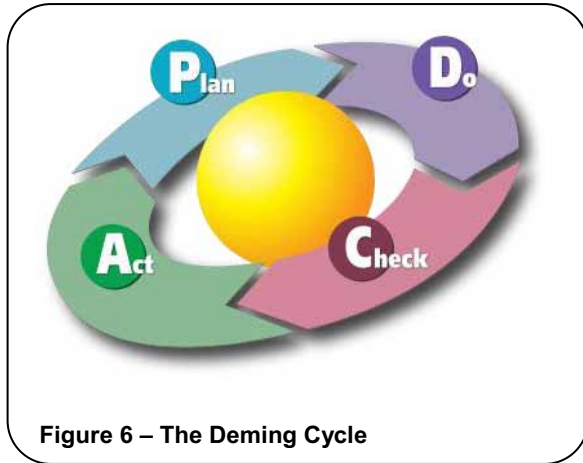 Plan
Do
Check
Act
Figure 6 – The Deming Cycle